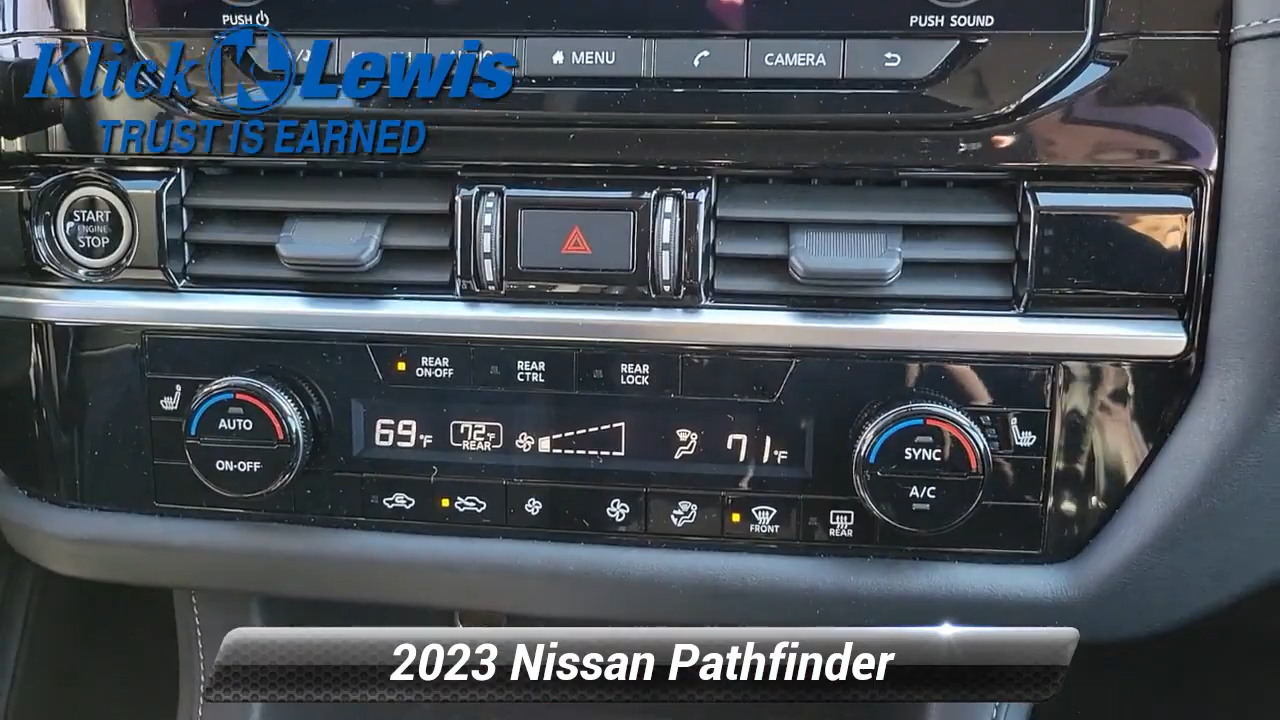 PUSH
PUSH SOUND
Klick Lewis
TRUST IS EARNED
AUDIO
MENU
CAMERA
START
ENGINE
STOP
REAR
ON·OFF
REAR
CTRL
REAR
LOCK
AUTO
ON·OFF
69°F
72°F
REAR
71°F
SYNC
A/C
FRONT
REAR
2023 Nissan Pathfinder